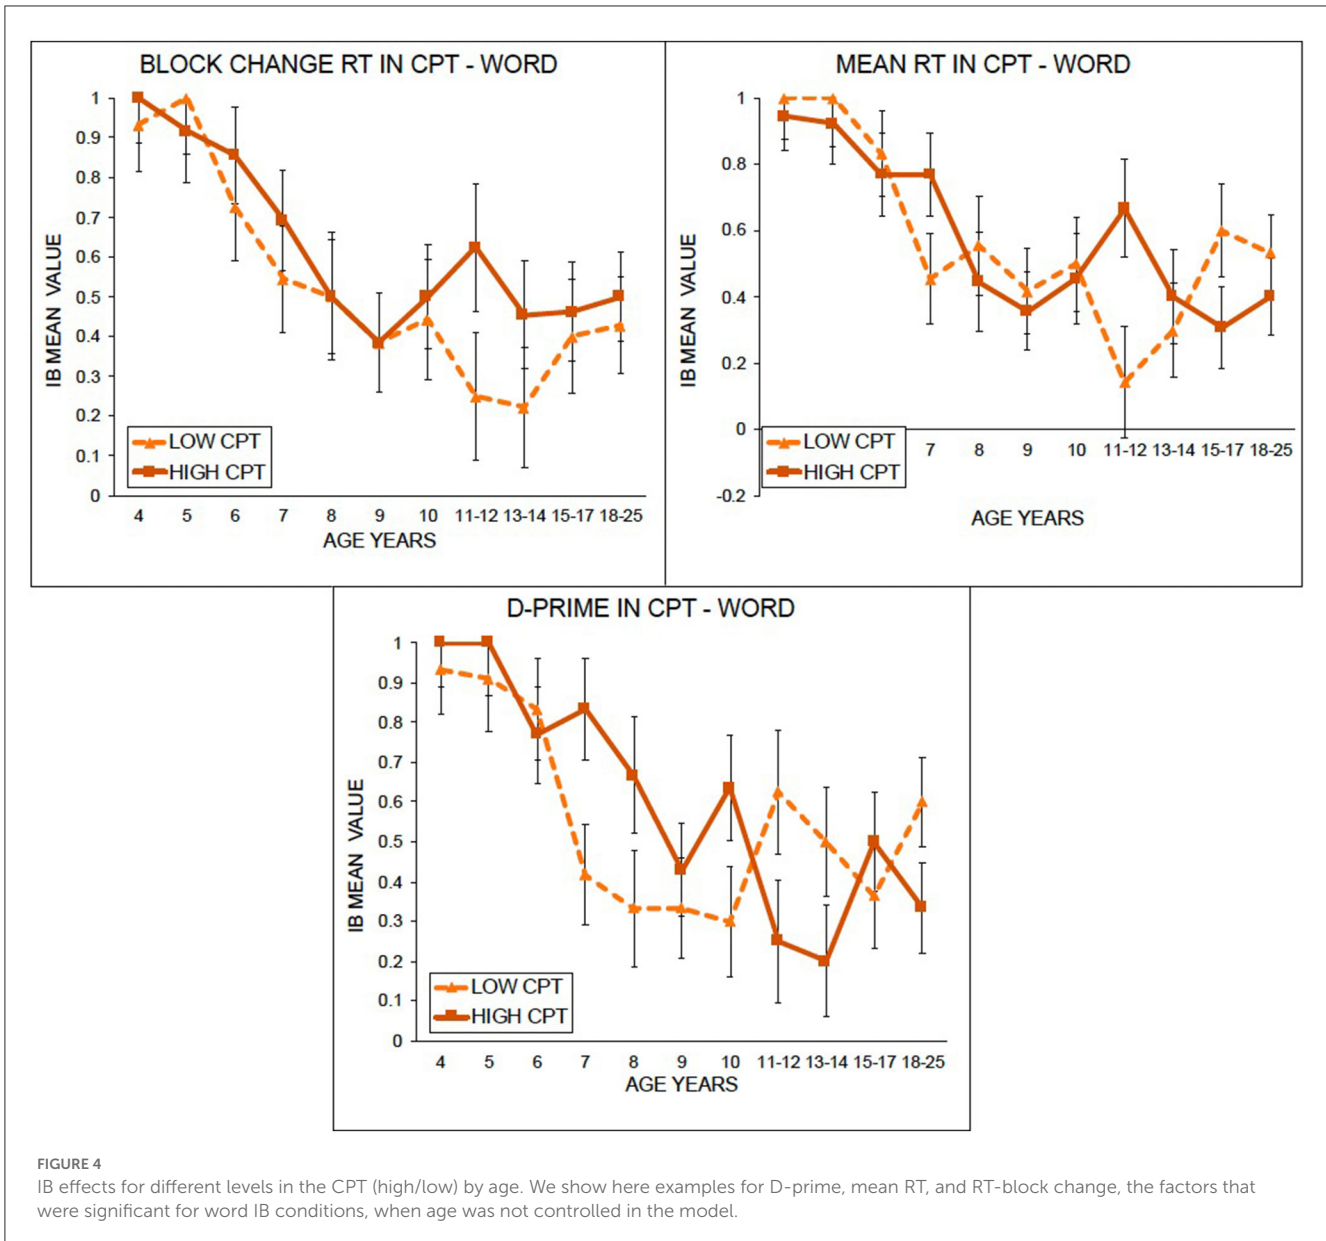 BLOCK CHANGE RT IN CPT - WORD
IB MEAN VALUE
1
0.9
0.8
0.7
0.6
0.5
0.4
0.3
0.2
0.1
0
LOW CPT
HIGH CPT
4 5 6 7 8 9 10 11-12 13-14 15-17 18-25
AGE YEARS
MEAN RT IN CPT - WORD
IB MEAN VALUE
1
0.8
0.6
0.4
0.2
0
-0.2
LOW CPT
HIGH CPT
7 8 9 10 11-12 13-14 15-17 18-25
AGE YEARS
D-PRIME IN CPT - WORD
IB MEAN VALUE
1
0.9
0.8
0.7
0.6
0.5
0.4
0.3
0.2
0.1
0
LOW CPT
HIGH CPT
4 5 6 7 8 9 10 11-12 13-14 15-17 18-25
AGE YEARS
FIGURE 4
IB effects for different levels in the CPT (high/low) by age. We show here examples for D-prime, mean RT, and RT-block change, the factors that
were significant for word IB conditions, when age was not controlled in the model.